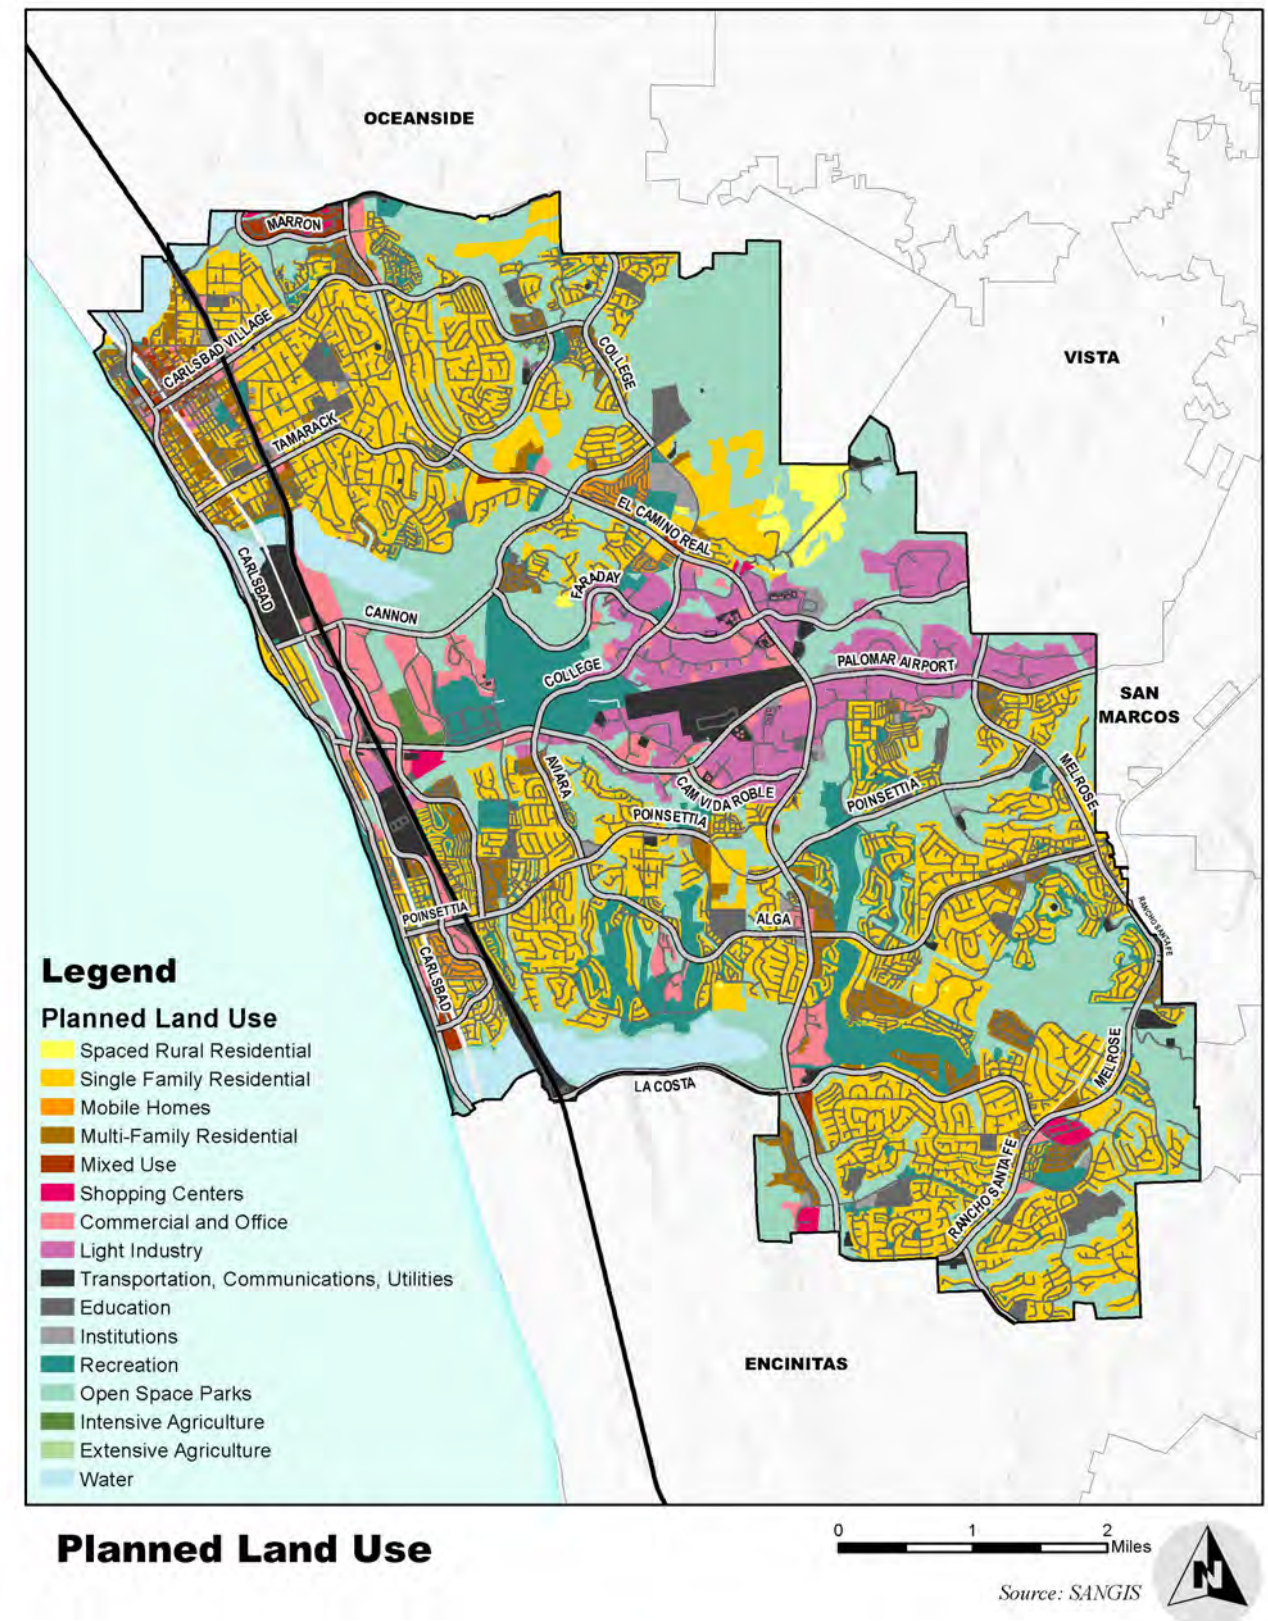 OCEANSIDE
MARRON
VISTA
CARLSBAD VILLAGE
COLLEGE
TAMARACK
EL CAMINO REAL
CARLSBAD
FARADAY
CANNON
COLLEGE
PALOMAR AIRPORT
SAN
MARCOS
AVIARA
MELROSE
CAM VIDA ROBLE
POINSETTIA
POINSETTIA
POINSETTIA
ALGA
RANCHO SANTA FE
CARLSBAD
MELROSE
LA COSTA
RANCHO SANTA FE
ENCINITAS
Legend
Planned Land Use
Spaced Rural Residential
Single Family Residential
Mobile Homes
Multi-Family Residential
Mixed Use
Shopping Centers
Commercial and Office
Light Industry
Transportation, Communications, Utilities
Education
Institutions
Recreation
Open Space Parks
Intensive Agriculture
Extensive Agriculture
Water
Planned Land Use
0 1 2
Miles
Source: SANGIS
N